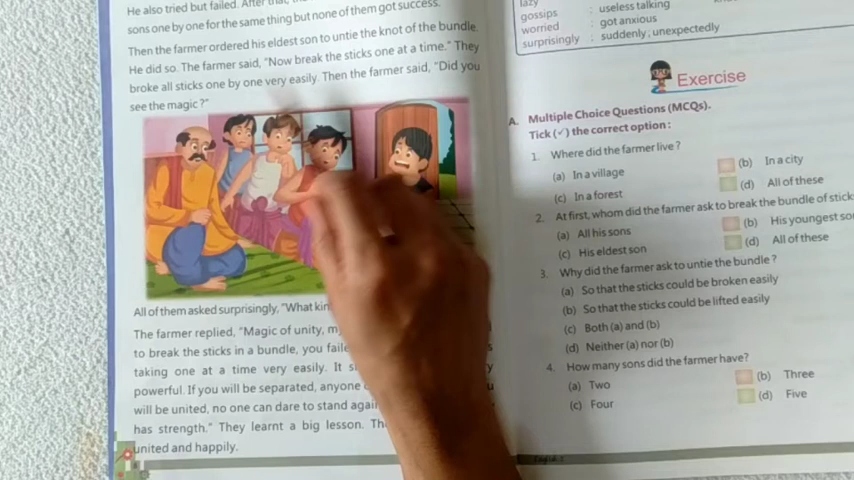 He also tried but failed. After that, the
sons one by one for the same thing but none of them got success.
Then the farmer ordered his eldest son to untie the knot of the bundle.
He did so. The farmer said, "Now break the sticks one at a time." They
broke all sticks one by one very easily. Then the farmer said, "Did you
see the magic ?"
All of them asked surprisingly, "What kin
The farmer replied, "Magic of unity, m
to break the sticks in a bundle, you faile
taking one at a time very easily. It s
powerful. If you will be separated, anyone
will be united, no one can dare to stand again
has strength." They learnt a big lesson. Th
united and happily.
lazy
gossips : useless talking
worried : got anxious
surprisingly : suddenly, unexpectedly
Exercise
A. Multiple Choice Questions (MCQs).
Tick (✓) the correct option :
1. Where did the farmer live ?
(a) In a village (b) In a city
(c) In a forest (d) All of these
2. At first, whom did the farmer ask to break the bundle of stick
(a) All his sons (b) His youngest so
(c) His eldest son (d) All of these
3. Why did the farmer ask to untie the bundle ?
(a) So that the sticks could be broken easily
(b) So that the sticks could be lifted easily
(c) Both (a) and (b)
(d) Neither (a) nor (b)
4. How many sons did the farmer have?
(a) Two (b) Three
(c) Four (d) Five